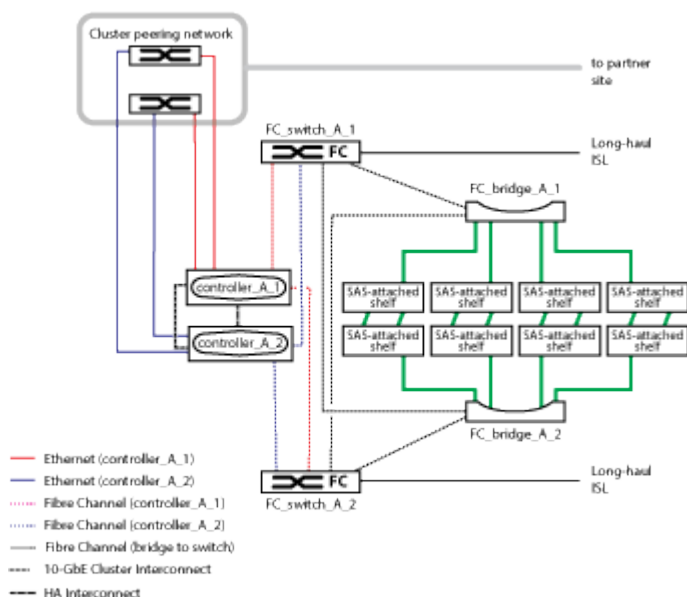 Cluster peering network
to partner
site
FC_switch_A_1
FC
Long-haul
ISL
FC_bridge_A_1
controller_A_1
SAS-attached
shelf
SAS-attached
shelf
SAS-attached
shelf
SAS-attached
shelf
controller_A_2
SAS-attached
shelf
SAS-attached
shelf
SAS-attached
shelf
SAS-attached
shelf
FC_bridge_A_2
FC
FC_switch_A_2
Long-haul
ISL
Ethernet (controller_A_1)
Ethernet (controller_A_2)
Fibre Channel (controller_A_1)
Fibre Channel (controller_A_2)
Fibre Channel (bridge to switch)
10-GbE Cluster Interconnect
HA Interconnect